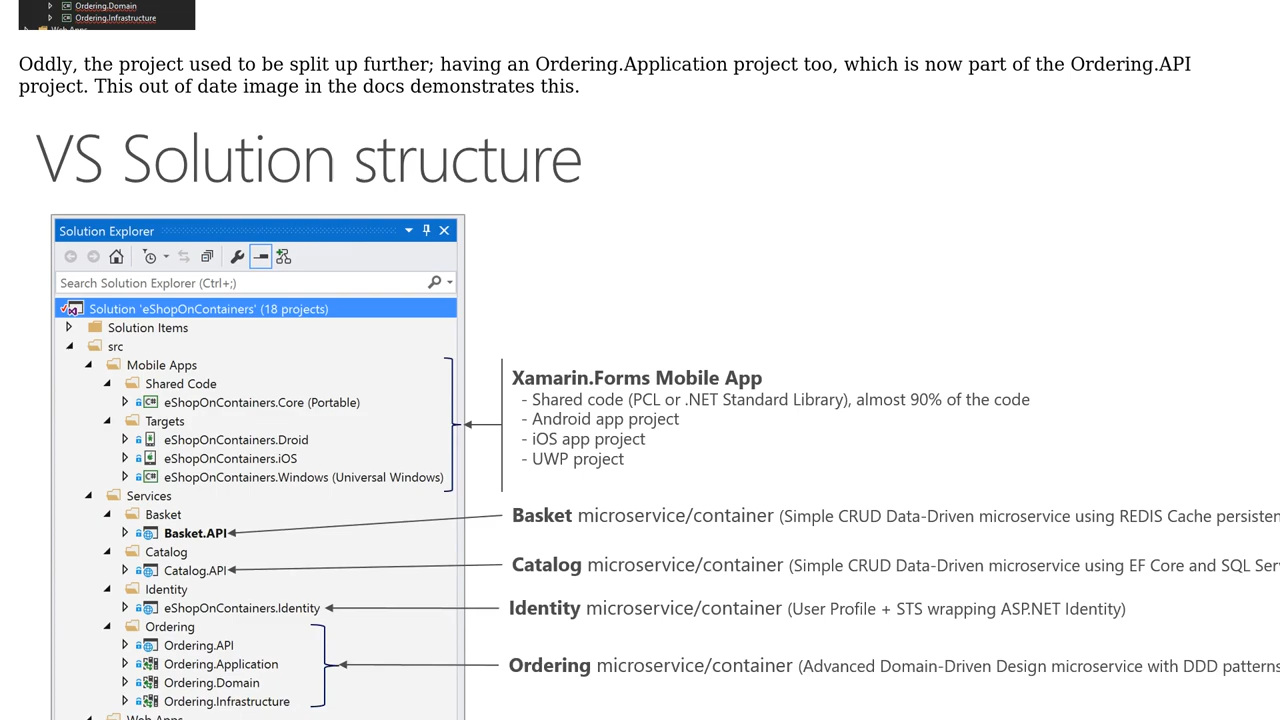 Ordering.Domain
Ordering.Infrastructure
Web Apps
Oddly, the project used to be split up further; having an Ordering.Application project too, which is now part of the Ordering.API
project. This out of date image in the docs demonstrates this.
VS Solution structure
Solution Explorer
Search Solution Explorer (Ctrl+;)
Solution 'eShopOnContainers' (18 projects)
Solution Items
src
Mobile Apps
Shared Code
eShopOnContainers.Core (Portable)
Targets
eShopOnContainers.Droid
eShopOnContainers.iOS
eShopOnContainers.Windows (Universal Windows)
Services
Basket
Basket.API
Catalog
Catalog.API
Identity
eShopOnContainers.Identity
Ordering
Ordering.API
Ordering.Application
Ordering.Domain
Ordering.Infrastructure
Web Apps
Xamarin.Forms Mobile App
- Shared code (PCL or .NET Standard Library), almost 90% of the code
- Android app project
- iOS app project
- UWP project
Basket microservice/container (Simple CRUD Data-Driven microservice using REDIS Cache persisten
Catalog microservice/container (Simple CRUD Data-Driven microservice using EF Core and SQL Ser
Identity microservice/container (User Profile + STS wrapping ASP.NET Identity)
Ordering microservice/container (Advanced Domain-Driven Design microservice with DDD patterns